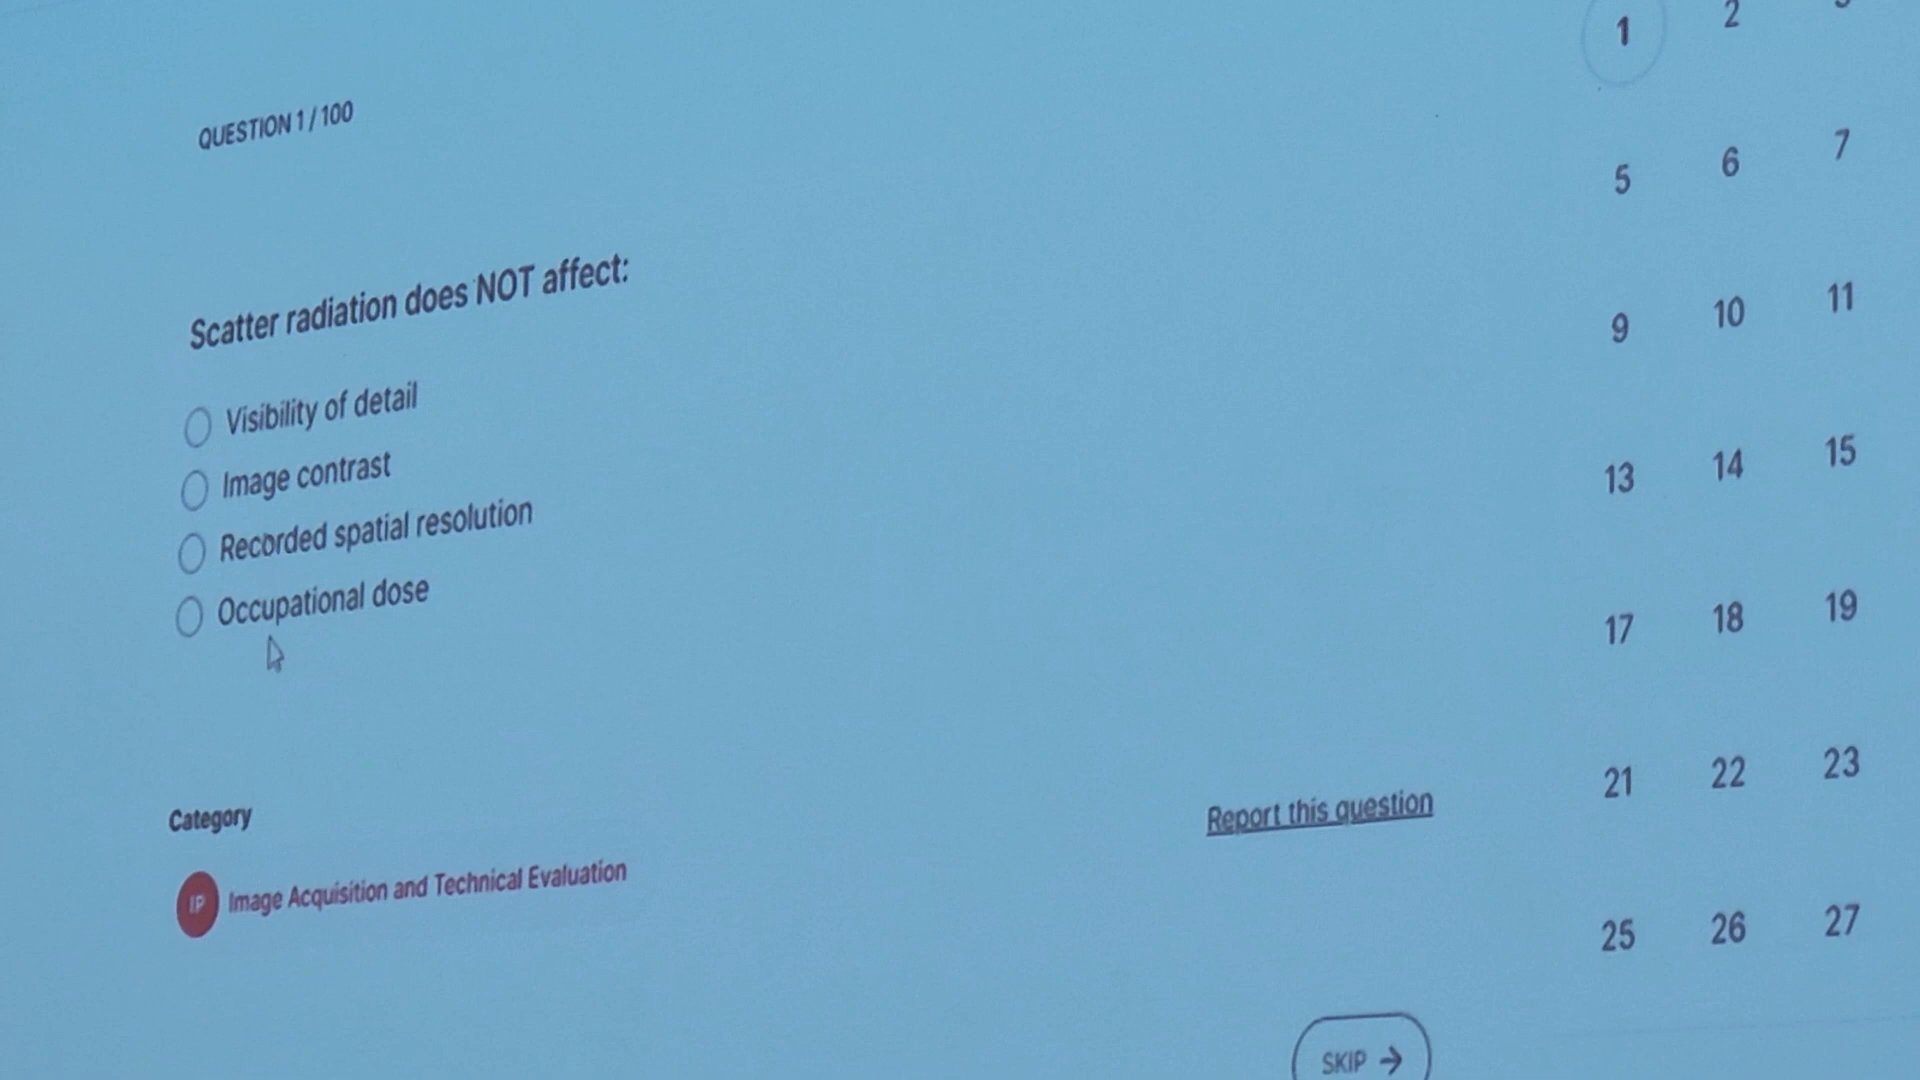 QUESTION 1 / 100
Scatter radiation does NOT affect:
Visibility of detail
Image contrast
Recorded spatial resolution
Occupational dose
Category
IP Image Acquisition and Technical Evaluation
Report this question
SKIP →
1 2
5 6 7
9 10 11
13 14 15
17 18 19
21 22 23
25 26 27